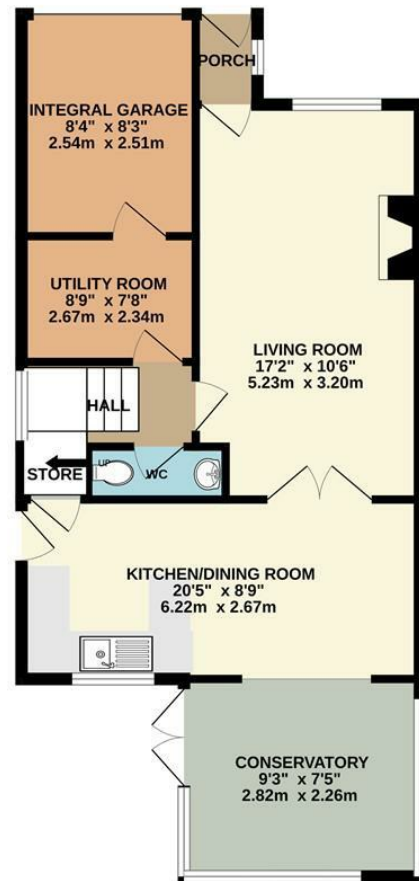 PORCH
INTEGRAL GARAGE
8'4" x 8'3"
2.54m x 2.51m
UTILITY ROOM
8'9" x 7'8"
2.67m x 2.34m
LIVING ROOM
17'2" x 10'6"
5.23m x 3.20m
HALL
UP
WC
STORE
KITCHEN/DINING ROOM
20'5" x 8'9"
6.22m x 2.67m
CONSERVATORY
9'3" x 7'5"
2.82m x 2.26m